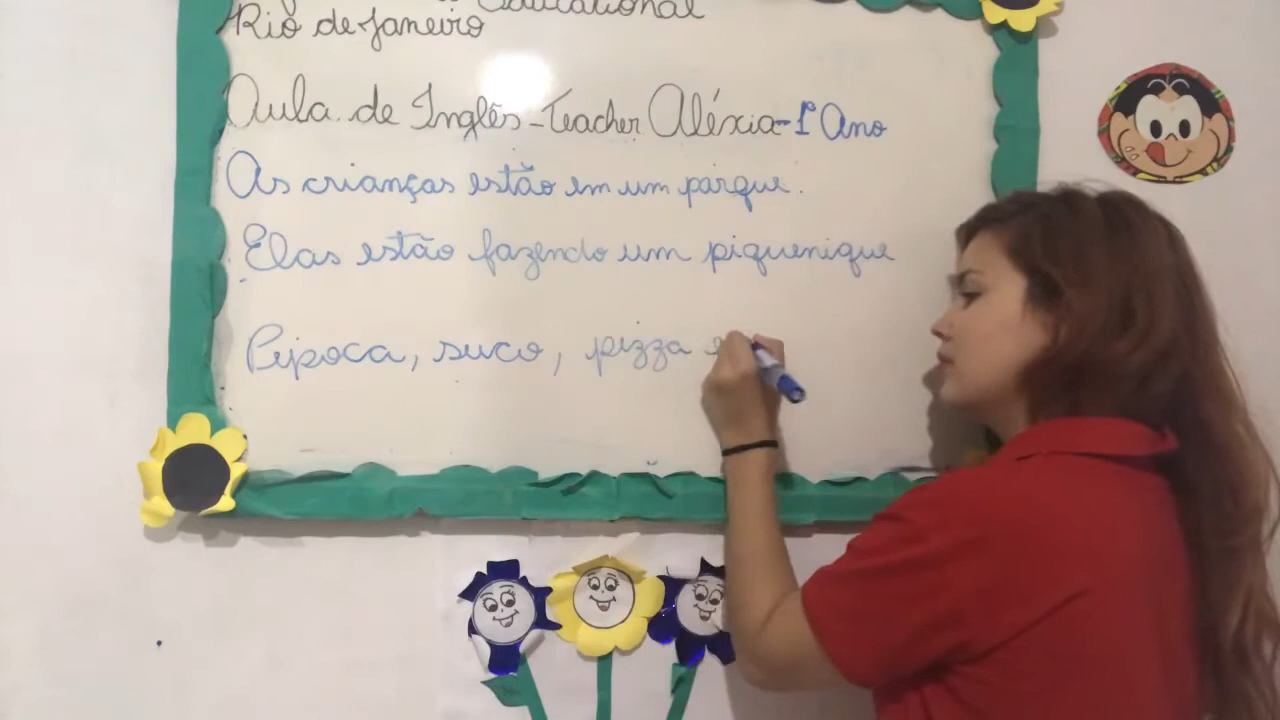 Educational
Rio de Janeiro
Aula de Inglês - Teacher Aléxia - 1º Ano
As crianças estão em um parque.
Elas estão fazendo um piquenique
Pipoca, suco, pizza e